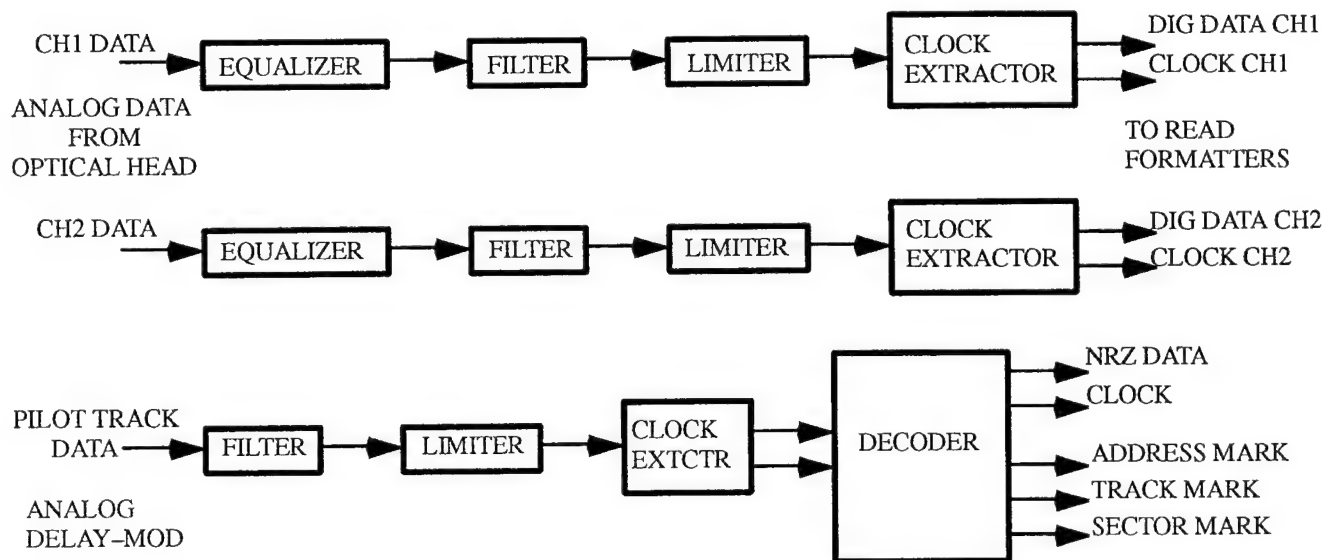 CH1 DATA
EQUALIZER
FILTER
LIMITER
CLOCK
EXTRACTOR
DIG DATA CH1
CLOCK CH1
ANALOG DATA
FROM
OPTICAL HEAD
TO READ
FORMATTERS
CH2 DATA
EQUALIZER
FILTER
LIMITER
CLOCK
EXTRACTOR
DIG DATA CH2
CLOCK CH2
PILOT TRACK
DATA
FILTER
LIMITER
CLOCK
EXTCTR
DECODER
NRZ DATA
CLOCK
ADDRESS MARK
TRACK MARK
SECTOR MARK
ANALOG
DELAY–MOD